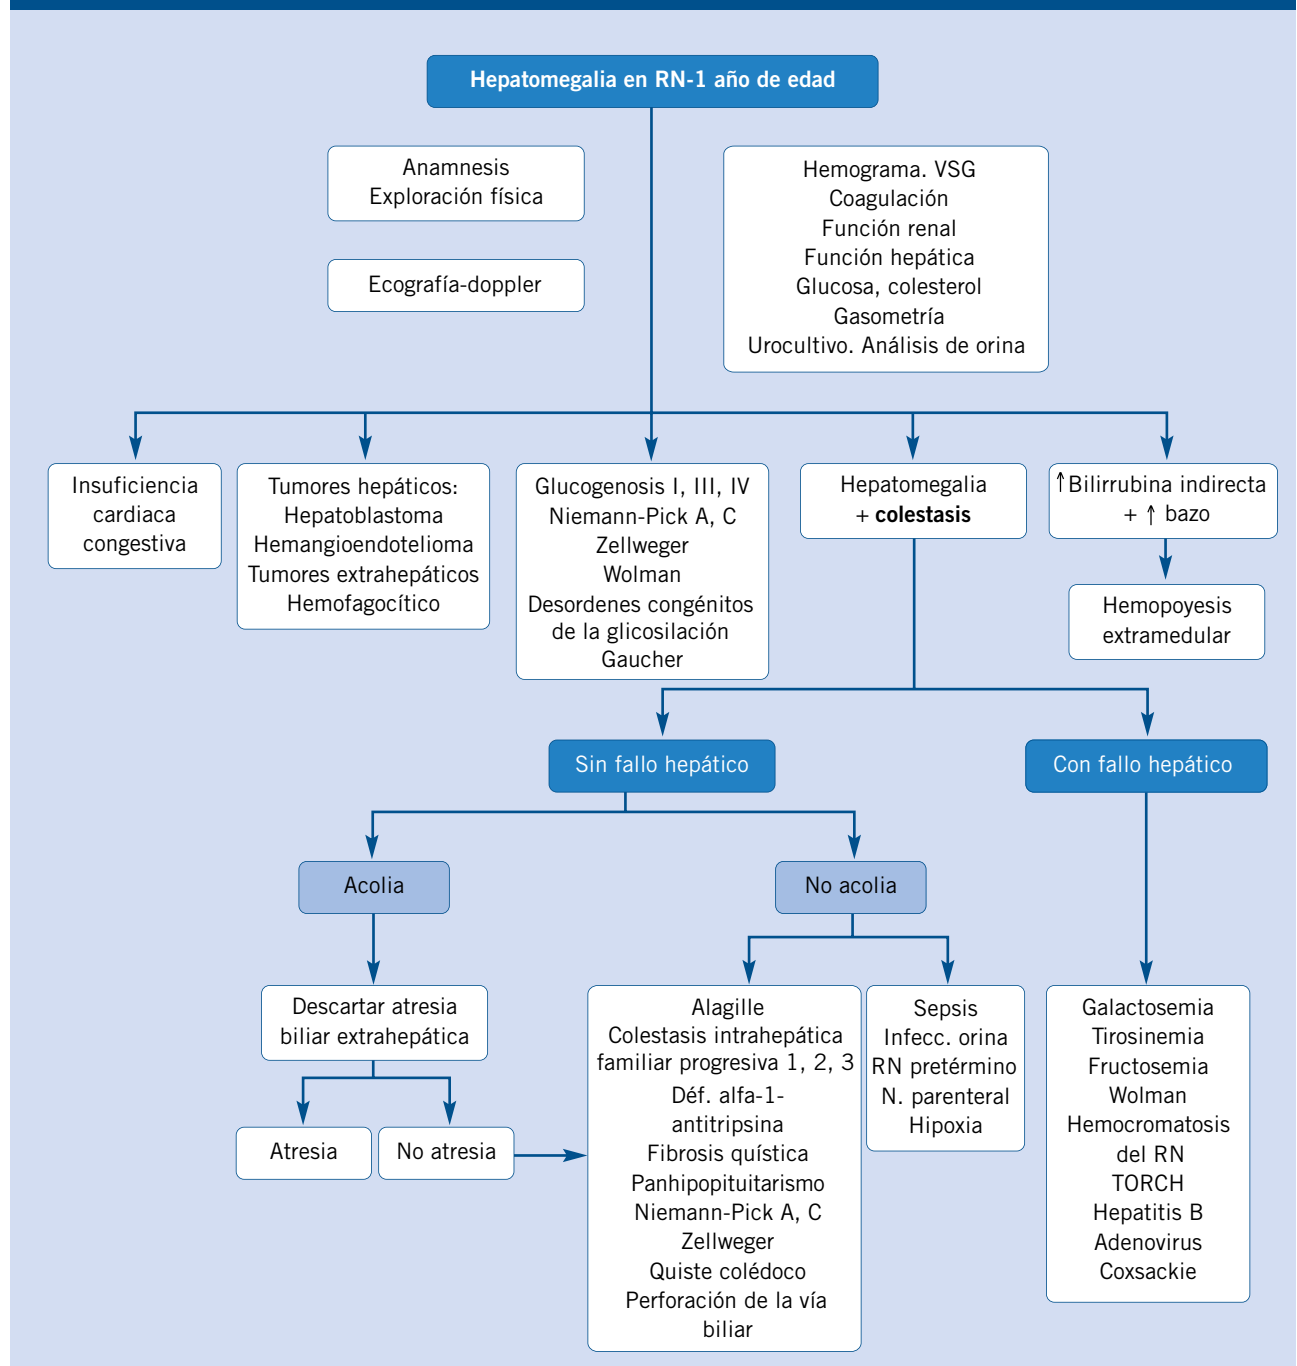 Hepatomegalia en RN-1 año de edad
Anamnesis
Exploración física
Ecografía-doppler
Hemograma. VSG
Coagulación
Función renal
Función hepática
Glucosa, colesterol
Gasometría
Urocultivo. Análisis de orina
Insuficiencia
cardiaca
congestiva
Tumores hepáticos:
Hepatoblastoma
Hemangioendotelioma
Tumores extrahepáticos
Hemofagocítico
Glucogenosis I, III, IV
Niemann-Pick A, C
Zellweger
Wolman
Desordenes congénitos
de la glicosilación
Gaucher
Hepatomegalia
+ colestasis
↑Bilirrubina indirecta
+ ↑ bazo
Hemopoyesis
extramedular
Sin fallo hepático
Con fallo hepático
Acolia
No acolia
Descartar atresia
biliar extrahepática
Atresia
No atresia
Alagille
Colestasis intrahepática
familiar progresiva 1, 2, 3
Déf. alfa-1-
antitripsina
Fibrosis quística
Panhipopituitarismo
Niemann-Pick A, C
Zellweger
Quiste colédoco
Perforación de la vía
biliar
Sepsis
Infecc. orina
RN pretérmino
N. parenteral
Hipoxia
Galactosemia
Tirosinemia
Fructosemia
Wolman
Hemocromatosis
del RN
TORCH
Hepatitis B
Adenovirus
Coxsackie